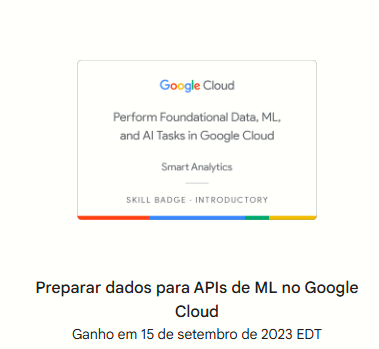 Google Cloud
Perform Foundational Data, ML,
and AI Tasks in Google Cloud
Smart Analytics
SKILL BADGE · INTRODUCTORY
Preparar dados para APIs de ML no Google
Cloud
Ganho em 15 de setembro de 2023 EDT